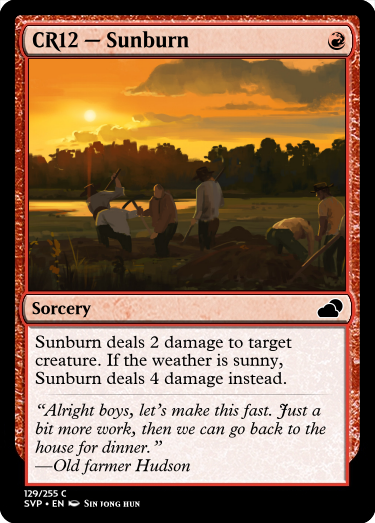 CR12 — Sunburn
Sorcery
Sunburn deals 2 damage to target
creature. If the weather is sunny,
Sunburn deals 4 damage instead.
“Alright boys, let’s make this fast. Just a
bit more work, then we can go back to the
house for dinner.”
—Old farmer Hudson
129/255 C
SVP • EN Sin jong hun